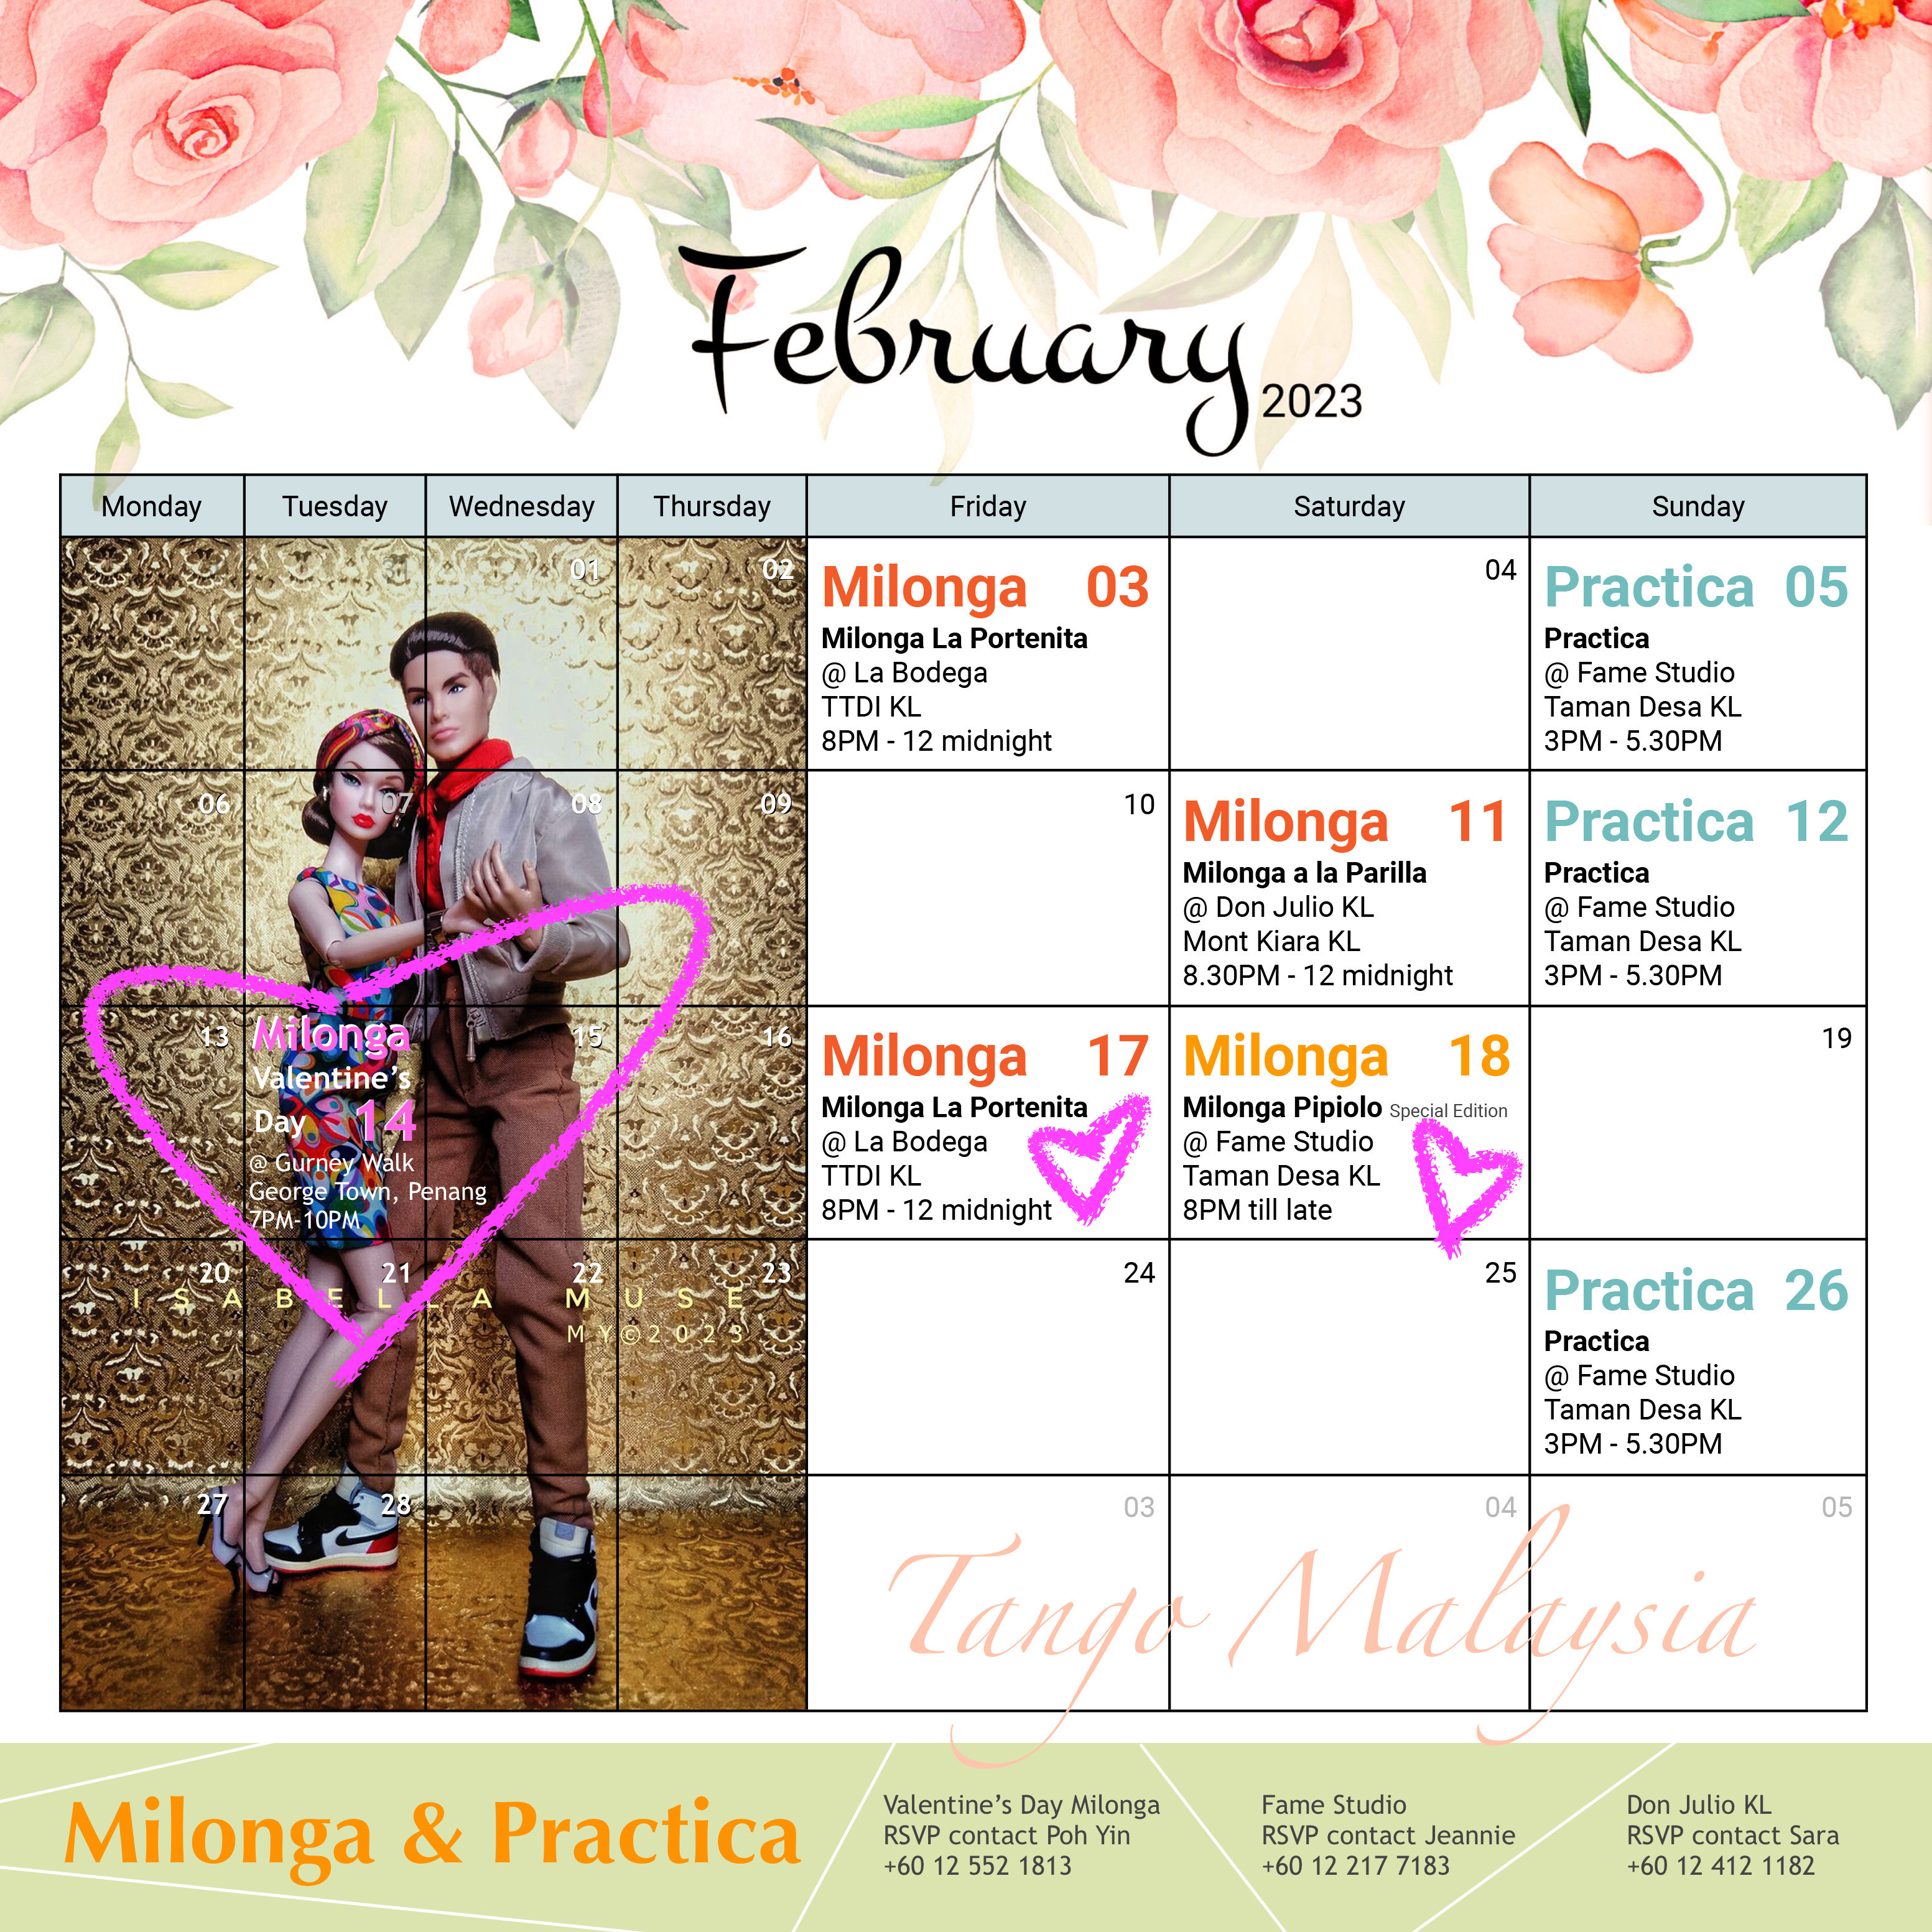 February
2023
Monday Tuesday Wednesday Thursday Friday Saturday Sunday
31 01 02
Milonga 03
Milonga La Portenita
@ La Bodega
TTDI KL
8PM - 12 midnight
04
Practica 05
Practica
@ Fame Studio
Taman Desa KL
3PM - 5.30PM
06 07 08 09 10
Milonga 11
Milonga a la Parilla
@ Don Julio KL
Mont Kiara KL
8.30PM - 12 midnight
Practica 12
Practica
@ Fame Studio
Taman Desa KL
3PM - 5.30PM
13
Milonga
Valentine’s
Day 14
@ Gurney Walk
George Town, Penang
7PM-10PM
15 16
Milonga 17
Milonga La Portenita
@ La Bodega
TTDI KL
8PM - 12 midnight
Milonga 18
Milonga Pipiolo Special Edition
@ Fame Studio
Taman Desa KL
8PM till late
19
20 21 22 23 24 25
ISABELLA MUSE
MY©2023
Practica 26
Practica
@ Fame Studio
Taman Desa KL
3PM - 5.30PM
27 28 03 04 05
Tango Malaysia
Milonga & Practica
Valentine’s Day Milonga
RSVP contact Poh Yin
+60 12 552 1813
Fame Studio
RSVP contact Jeannie
+60 12 217 7183
Don Julio KL
RSVP contact Sara
+60 12 412 1182